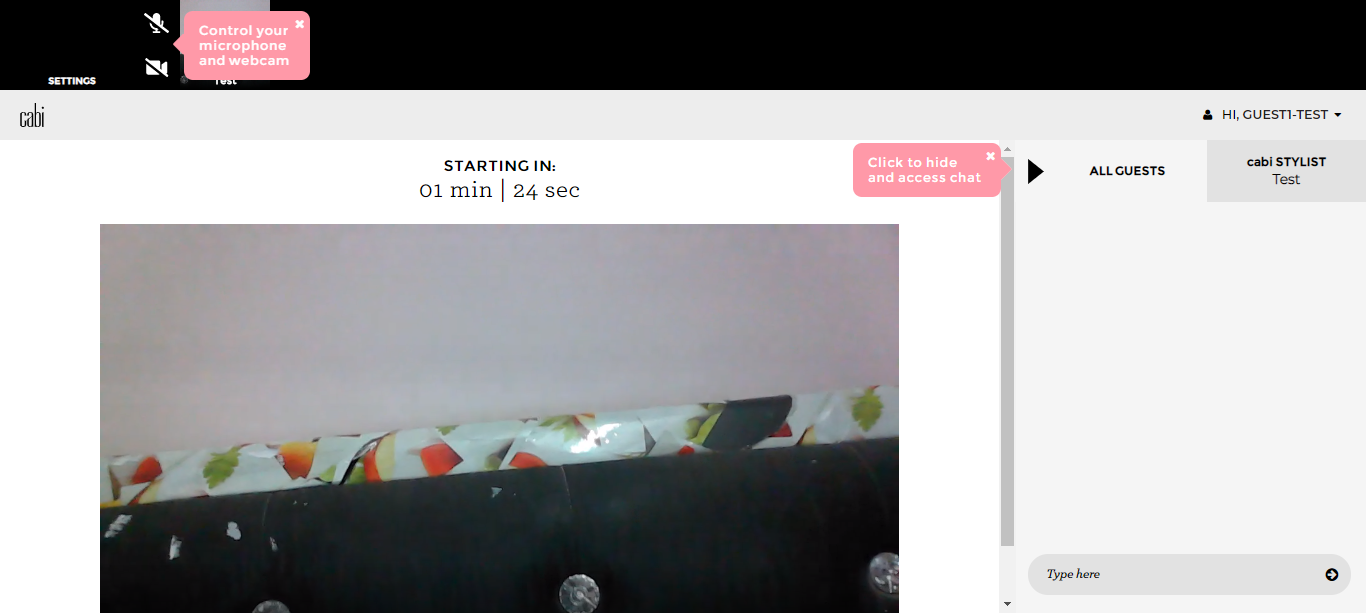 Control your
microphone
and webcam
SETTINGS
Test
cabi
HI, GUEST1-TEST
STARTING IN:
01 min | 24 sec
Click to hide
and access chat
ALL GUESTS
cabi STYLIST
Test
Type here